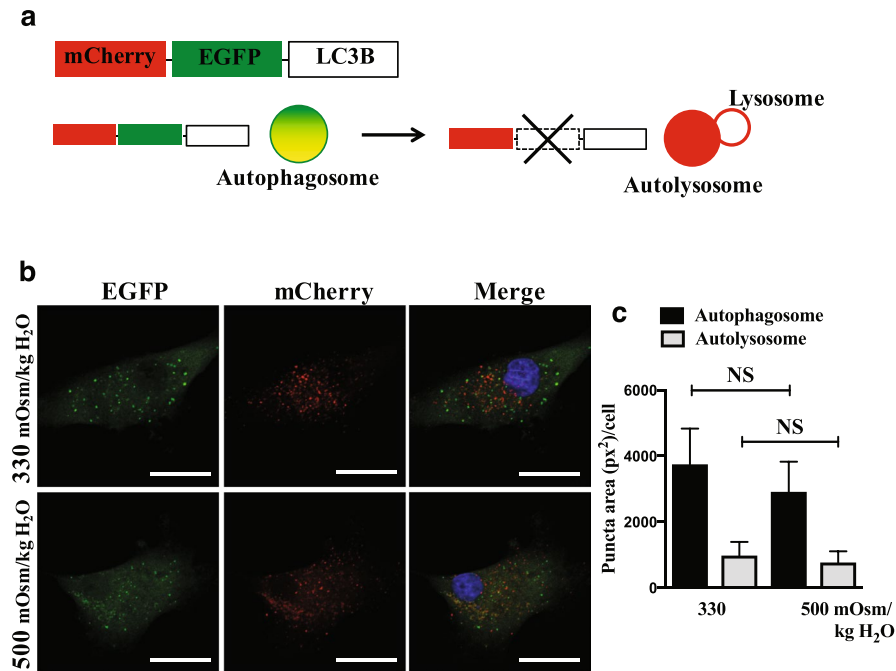 a
mCherry EGFP LC3B
Lysosome
Autophagosome
Autolysosome
b
EGFP mCherry Merge
330 mOsm/kg H₂O
500 mOsm/kg H₂O
c
Autophagosome
Autolysosome
Puncta area (px²)/cell
6000
4000
2000
0
NS
NS
330
500 mOsm/
kg H₂O